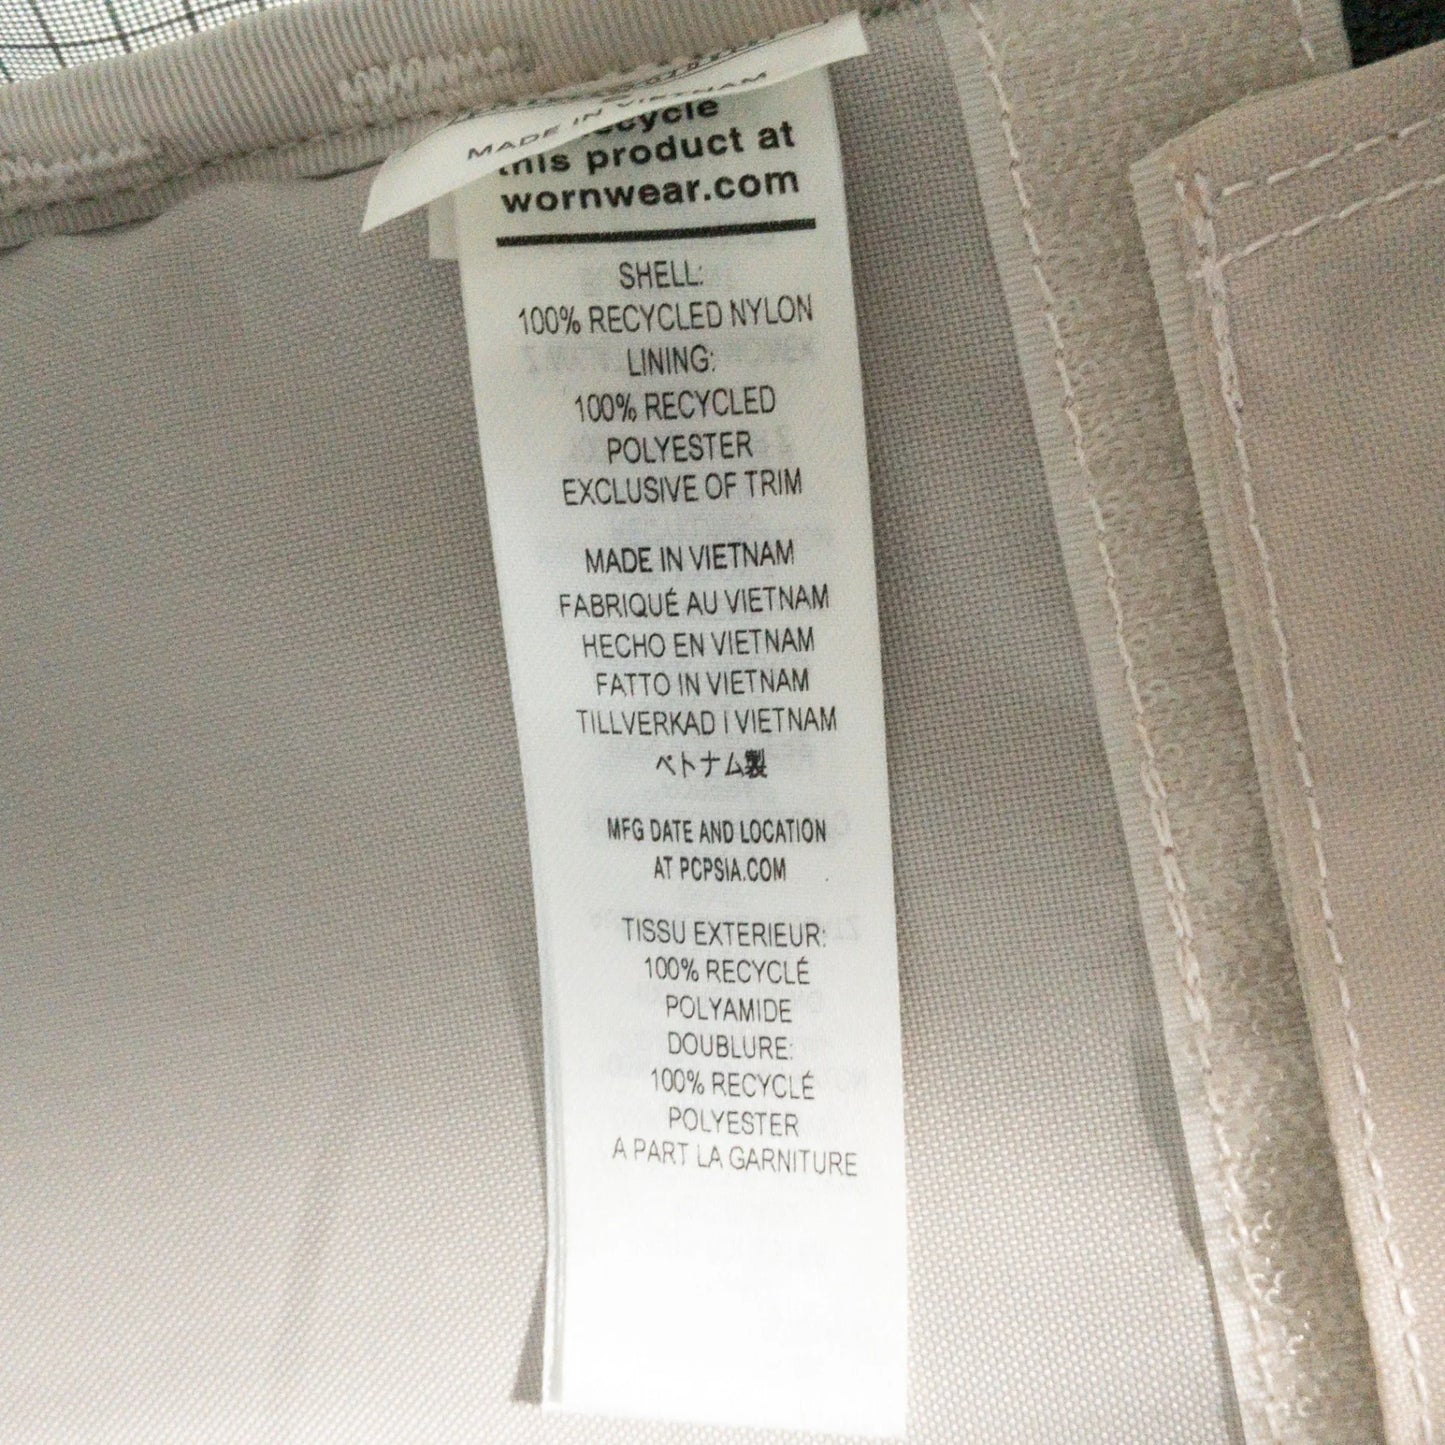 MADE IN VIETNAM
this product at
wornwear.com
SHELL:
100% RECYCLED NYLON
LINING:
100% RECYCLED
POLYESTER
EXCLUSIVE OF TRIM
MADE IN VIETNAM
FABRIQUÉ AU VIETNAM
HECHO EN VIETNAM
FATTO IN VIETNAM
TILLVERKAD I VIETNAM
ベトナム製
MFG DATE AND LOCATION
AT PCPSIA.COM
TISSU EXTERIEUR:
100% RECYCLÉ
POLYAMIDE
DOUBLURE:
100% RECYCLÉ
POLYESTER
A PART LA GARNITURE